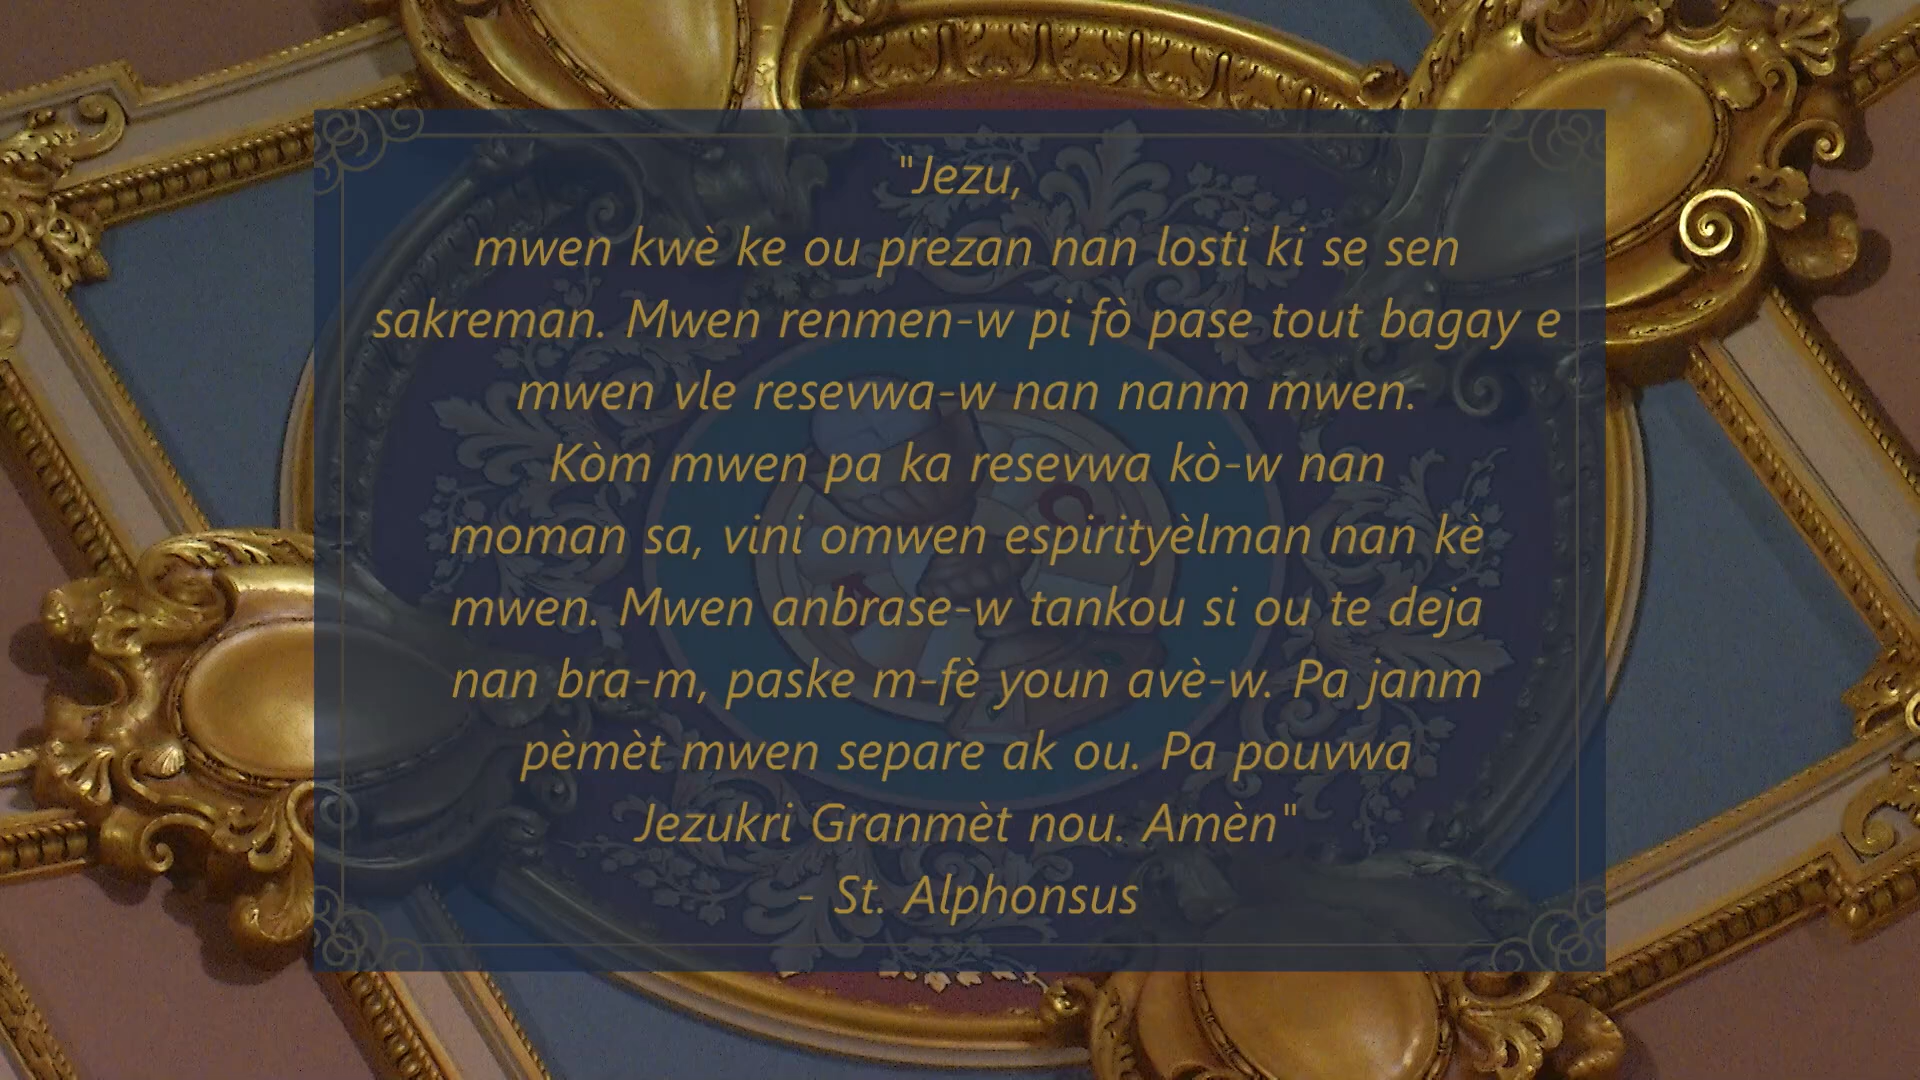 "Jezu,
mwen kwè ke ou prezan nan losti ki se sen
sakreman. Mwen renmen-w pi fò pase tout bagay e
mwen vle resevwa-w nan nanm mwen.
Kòm mwen pa ka resevwa kò-w nan
moman sa, vini omwen espirityèlman nan kè
mwen. Mwen anbrase-w tankou si ou te deja
nan bra-m, paske m-fè youn avè-w. Pa janm
pèmèt mwen separe ak ou. Pa pouvwa
Jezukri Granmèt nou. Amèn"
- St. Alphonsus